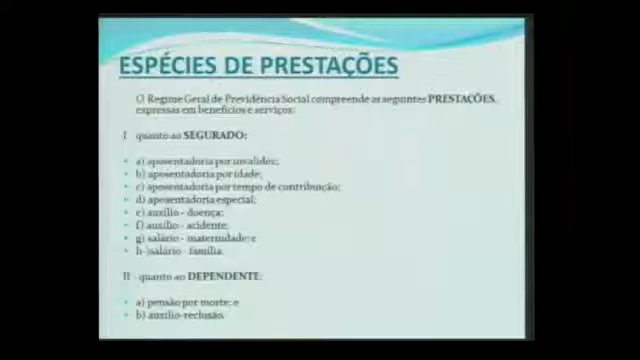 ESPÉCIES DE PRESTAÇÕES
O Regime Geral de Previdência Social compreende as seguintes PRESTAÇÕES,
expressas em benefícios e serviços:
I quanto ao SEGURADO:
• a) aposentadoria por invalidez;
• b) aposentadoria por idade;
• c) aposentadoria por tempo de contribuição;
• d) aposentadoria especial;
• e) auxílio - doença;
• f) auxílio - acidente;
• g) salário - maternidade; e
• h-)salário - família.
II - quanto ao DEPENDENTE:
• a) pensão por morte; e
• b) auxílio-reclusão.